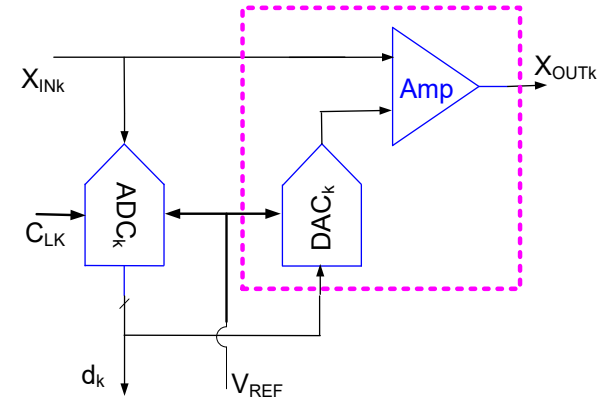 X_INk
X_OUTk
Amp
ADC_k
DAC_k
C_LK
d_k
V_REF